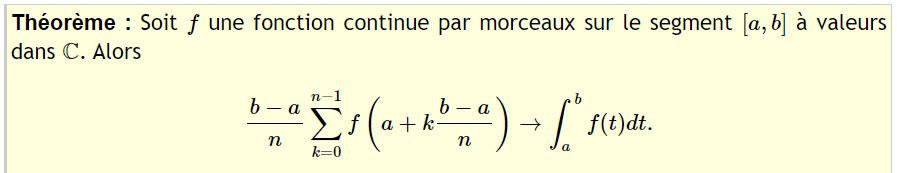 Théorème : Soit f une fonction continue par morceaux sur le segment [a, b] à valeurs
dans ℂ. Alors
$$\frac{b-a}{n} \sum_{k=0}^{n-1} f\left(a + k\frac{b-a}{n}\right) \to \int_a^b f(t)dt.$$